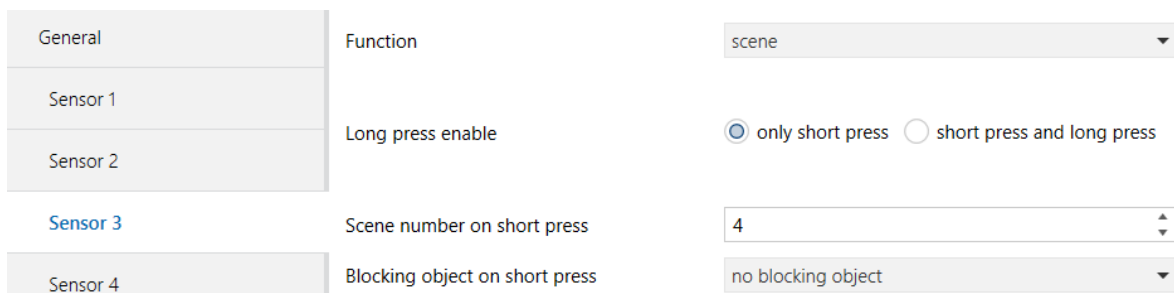 General
Sensor 1
Sensor 2
Sensor 3
Sensor 4
Function
scene
Long press enable
only short press
short press and long press
Scene number on short press
4
Blocking object on short press
no blocking object